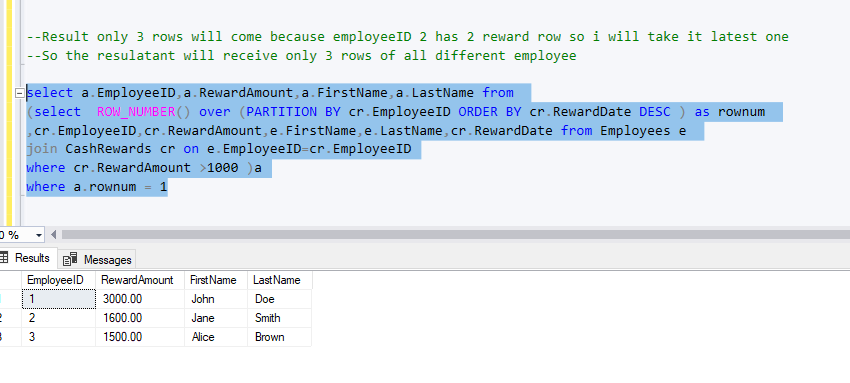 --Result only 3 rows will come because employeeID 2 has 2 reward row so i will take it latest one
--So the resulatant will receive only 3 rows of all different employee
select a.EmployeeID,a.RewardAmount,a.FirstName,a.LastName from
(select  ROW_NUMBER() over (PARTITION BY cr.EmployeeID ORDER BY cr.RewardDate DESC ) as rownum
,cr.EmployeeID,cr.RewardAmount,e.FirstName,e.LastName,cr.RewardDate from Employees e
join CashRewards cr on e.EmployeeID=cr.EmployeeID
where cr.RewardAmount >1000 )a
where a.rownum = 1
0 %
Results Messages
EmployeeID RewardAmount FirstName LastName
1 3000.00 John Doe
2 2 1600.00 Jane Smith
3 3 1500.00 Alice Brown